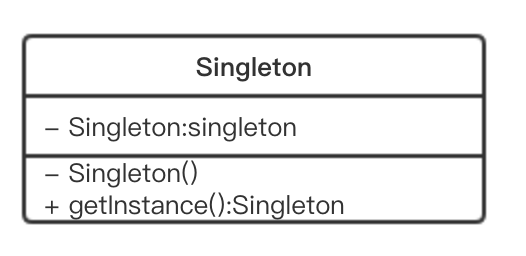 Singleton
– Singleton:singleton
– Singleton()
+ getInstance():Singleton